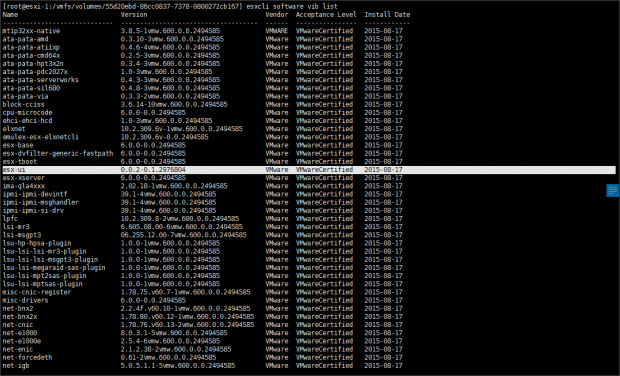 [root@esxi-1:/vmfs/volumes/55d20ebd-86cc0837-7378-0800272cb167] esxcli software vib list
Name Version Vendor Acceptance Level Install Date
mtip32xx-native 3.8.5-1vmw.600.0.0.2494585 VMWARE VMwareCertified 2015-08-17
ata-pata-amd 0.3.10-3vmw.600.0.0.2494585 VMware VMwareCertified 2015-08-17
ata-pata-atiixp 0.4.6-4vmw.600.0.0.2494585 VMware VMwareCertified 2015-08-17
ata-pata-cmd64x 0.2.5-3vmw.600.0.0.2494585 VMware VMwareCertified 2015-08-17
ata-pata-hpt3x2n 0.3.4-3vmw.600.0.0.2494585 VMware VMwareCertified 2015-08-17
ata-pata-pdc2027x 1.0-3vmw.600.0.0.2494585 VMware VMwareCertified 2015-08-17
ata-pata-serverworks 0.4.3-3vmw.600.0.0.2494585 VMware VMwareCertified 2015-08-17
ata-pata-sil680 0.4.8-3vmw.600.0.0.2494585 VMware VMwareCertified 2015-08-17
ata-pata-via 0.3.3-2vmw.600.0.0.2494585 VMware VMwareCertified 2015-08-17
block-cciss 3.6.14-10vmw.600.0.0.2494585 VMware VMwareCertified 2015-08-17
cpu-microcode 6.0.0-0.0.2494585 VMware VMwareCertified 2015-08-17
ehci-ehci-hcd 1.0-3vmw.600.0.0.2494585 VMware VMwareCertified 2015-08-17
elxnet 10.2.309.6v-1vmw.600.0.0.2494585 VMware VMwareCertified 2015-08-17
emulex-esx-elxnetcli 10.2.309.6v-0.0.2494585 VMware VMwareCertified 2015-08-17
esx-base 6.0.0-0.0.2494585 VMware VMwareCertified 2015-08-17
esx-dvfilter-generic-fastpath 6.0.0-0.0.2494585 VMware VMwareCertified 2015-08-17
esx-tboot 6.0.0-0.0.2494585 VMware VMwareCertified 2015-08-17
esx-ui 0.0.2-0.1.2976804 VMware VMwareCertified 2015-08-17
esx-xserver 6.0.0-0.0.2494585 VMware VMwareCertified 2015-08-17
ima-qla4xxx 2.02.18-1vmw.600.0.0.2494585 VMware VMwareCertified 2015-08-17
ipmi-ipmi-devintf 39.1-4vmw.600.0.0.2494585 VMware VMwareCertified 2015-08-17
ipmi-ipmi-msghandler 39.1-4vmw.600.0.0.2494585 VMware VMwareCertified 2015-08-17
ipmi-ipmi-si-drv 39.1-4vmw.600.0.0.2494585 VMware VMwareCertified 2015-08-17
lpfc 10.2.309.8-2vmw.600.0.0.2494585 VMware VMwareCertified 2015-08-17
lsi-mr3 6.605.08.00-6vmw.600.0.0.2494585 VMware VMwareCertified 2015-08-17
lsi-msgpt3 06.255.12.00-7vmw.600.0.0.2494585 VMware VMwareCertified 2015-08-17
lsu-hp-hpsa-plugin 1.0.0-1vmw.600.0.0.2494585 VMware VMwareCertified 2015-08-17
lsu-lsi-lsi-mr3-plugin 1.0.0-1vmw.600.0.0.2494585 VMware VMwareCertified 2015-08-17
lsu-lsi-lsi-msgpt3-plugin 1.0.0-1vmw.600.0.0.2494585 VMware VMwareCertified 2015-08-17
lsu-lsi-megaraid-sas-plugin 1.0.0-1vmw.600.0.0.2494585 VMware VMwareCertified 2015-08-17
lsu-lsi-mpt2sas-plugin 1.0.0-1vmw.600.0.0.2494585 VMware VMwareCertified 2015-08-17
lsu-lsi-mptsas-plugin 1.0.0-1vmw.600.0.0.2494585 VMware VMwareCertified 2015-08-17
misc-cnic-register 1.78.75.v60.7-1vmw.600.0.0.2494585 VMware VMwareCertified 2015-08-17
misc-drivers 6.0.0-0.0.2494585 VMware VMwareCertified 2015-08-17
net-bnx2 2.2.4f.v60.10-1vmw.600.0.0.2494585 VMware VMwareCertified 2015-08-17
net-bnx2x 1.78.80.v60.12-1vmw.600.0.0.2494585 VMware VMwareCertified 2015-08-17
net-cnic 1.78.76.v60.13-2vmw.600.0.0.2494585 VMware VMwareCertified 2015-08-17
net-e1000 8.0.3.1-5vmw.600.0.0.2494585 VMware VMwareCertified 2015-08-17
net-e1000e 2.5.4-6vmw.600.0.0.2494585 VMware VMwareCertified 2015-08-17
net-enic 2.1.2.38-2vmw.600.0.0.2494585 VMware VMwareCertified 2015-08-17
net-forcedeth 0.61-2vmw.600.0.0.2494585 VMware VMwareCertified 2015-08-17
net-igb 5.0.5.1.1-5vmw.600.0.0.2494585 VMware VMwareCertified 2015-08-17